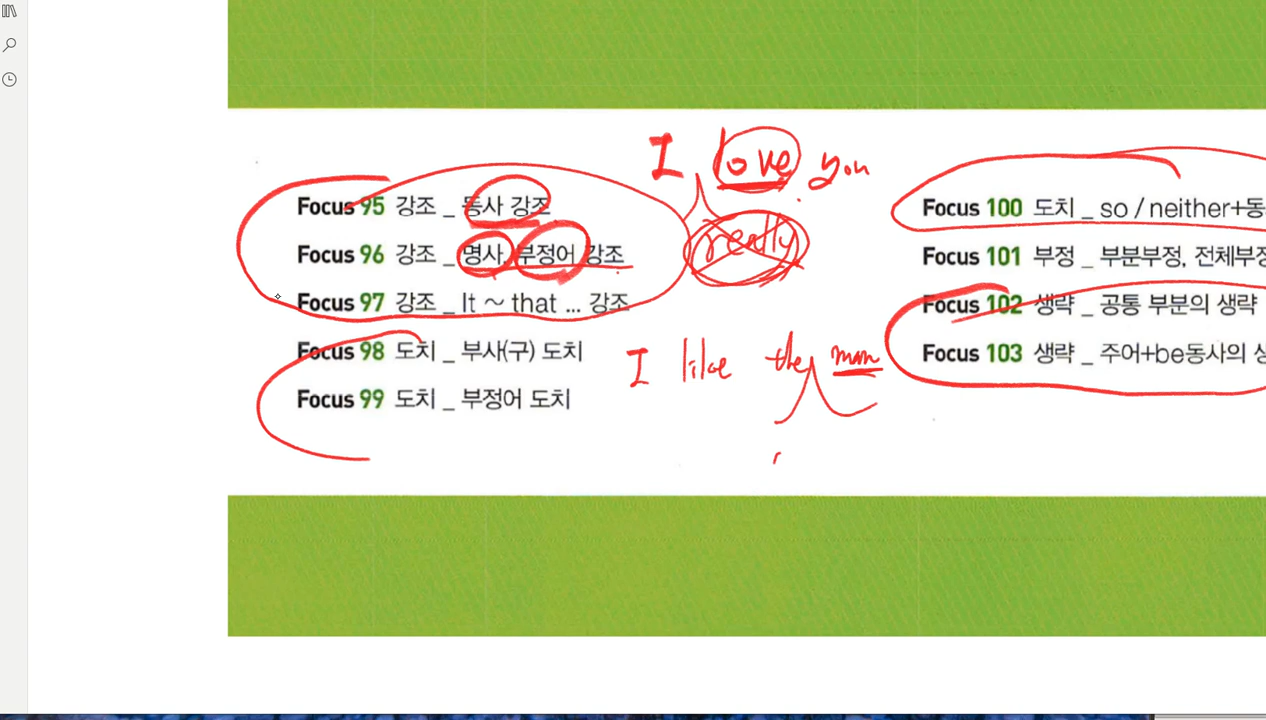 I love you
really
Focus 95 강조 _ 동사 강조
Focus 96 강조 _ 명사, 부정어 강조
Focus 97 강조 _ It ~ that ... 강조
Focus 98 도치 _ 부사(구) 도치
Focus 99 도치 _ 부정어 도치
I like the man
Focus 100 도치 _ so / neither+동
Focus 101 부정 _ 부분부정, 전체부정
Focus 102 생략 _ 공통 부분의 생략
Focus 103 생략 _ 주어+be동사의 생